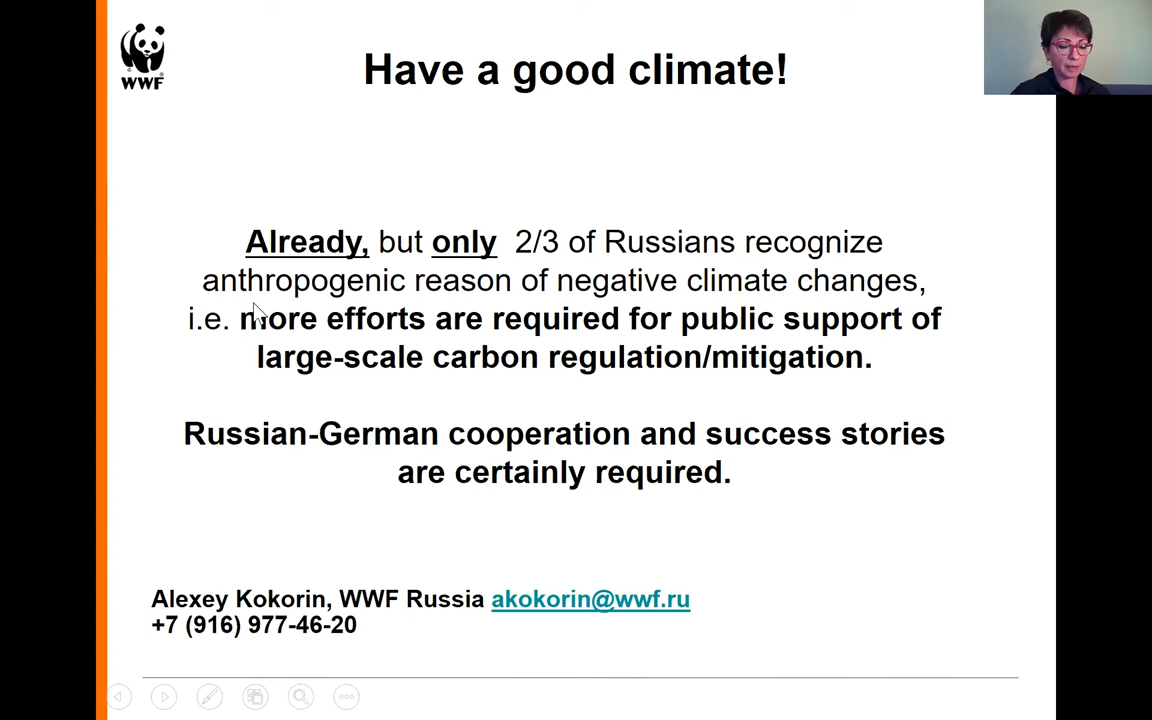 WWF
Have a good climate!
Already, but only 2/3 of Russians recognize
anthropogenic reason of negative climate changes,
i.e. more efforts are required for public support of
large-scale carbon regulation/mitigation.
Russian-German cooperation and success stories
are certainly required.
Alexey Kokorin, WWF Russia akokorin@wwf.ru
+7 (916) 977-46-20